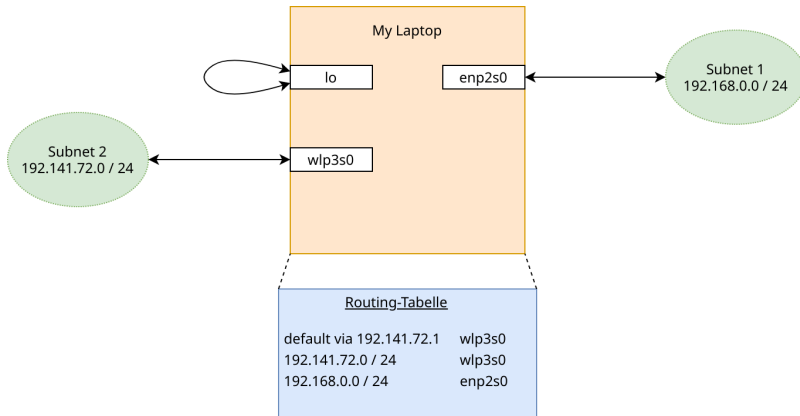 My Laptop
lo
enp2s0
Subnet 1
192.168.0.0 / 24
Subnet 2
192.141.72.0 / 24
wlp3s0
Routing-Tabelle
default via 192.141.72.1 wlp3s0
192.141.72.0 / 24 wlp3s0
192.168.0.0 / 24 enp2s0